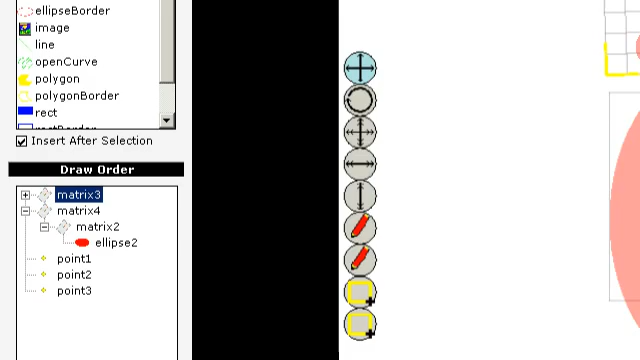 ellipseBorder
image
line
openCurve
polygon
polygonBorder
rect
rectBorder
Insert After Selection
Draw Order
matrix3
matrix4
matrix2
ellipse2
point1
point2
point3